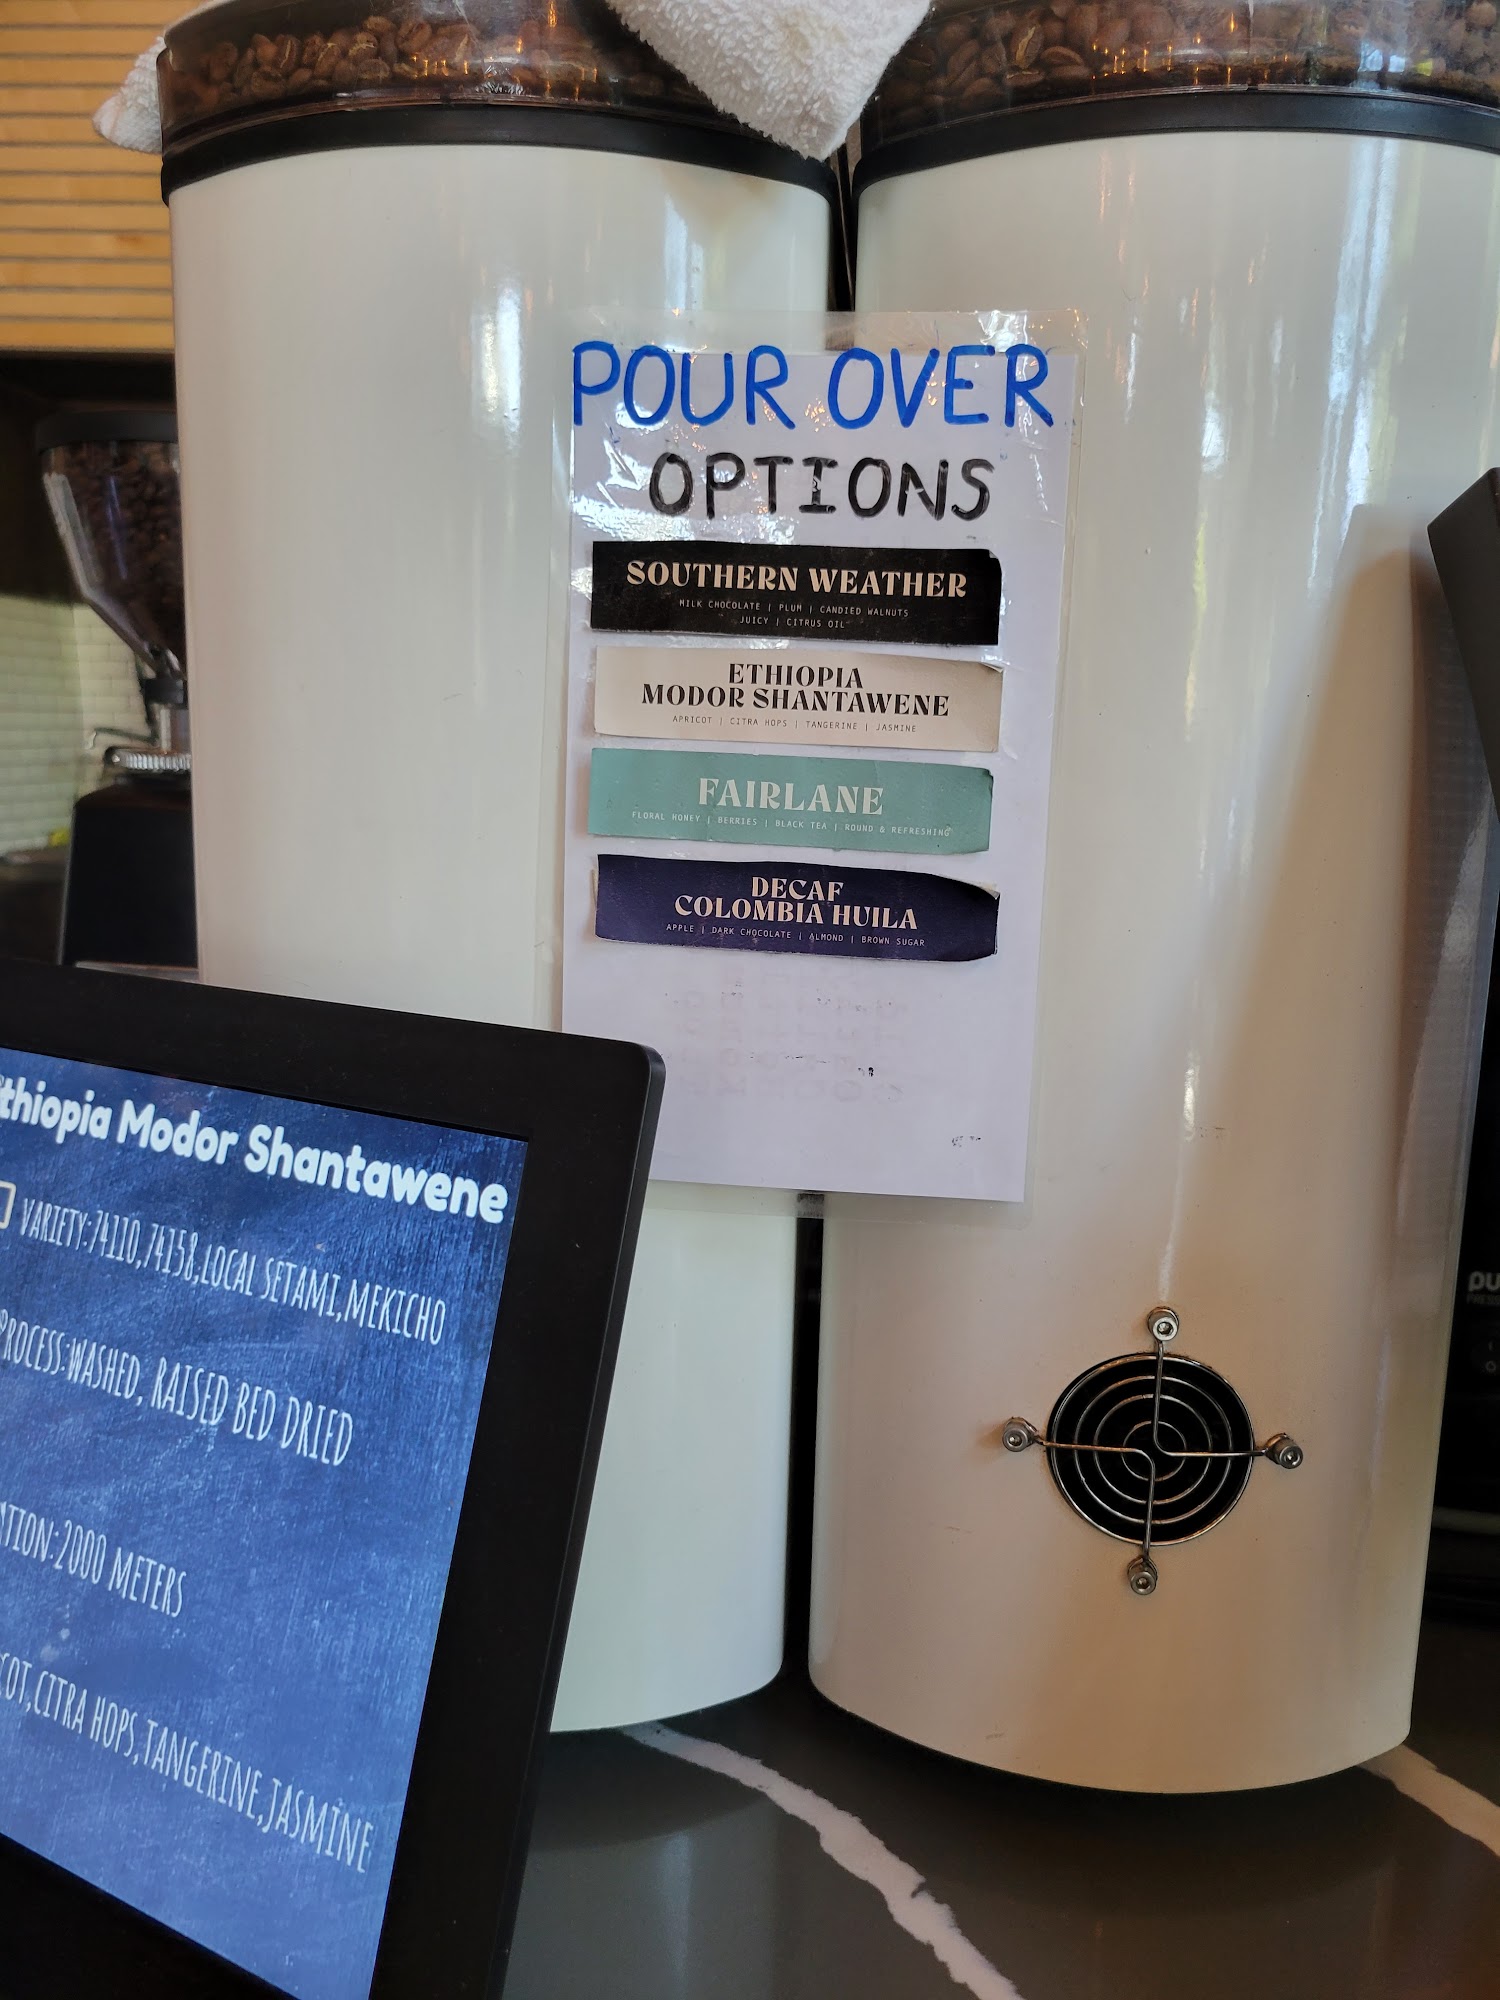 POUR OVER
OPTIONS
SOUTHERN WEATHER
MILK CHOCOLATE | PLUM | CANDIED WALNUTS
JUICY | CITRUS OIL
ETHIOPIA
MODOR SHANTAWENE
APRICOT | CITRA HOPS | TANGERINE | JASMINE
FAIRLANE
FLORAL HONEY | BERRIES | BLACK TEA | ROUND & REFRESHING
DECAF
COLOMBIA HUILA
APPLE | DARK CHOCOLATE | ALMOND | BROWN SUGAR
thiopia Modor Shantawene
VARIETY:74110,74158,LOCAL SETAMI,MEKICHO
PROCESS:WASHED, RAISED BED DRIED
TION:2000 METERS
COT,CITRA HOPS,TANGERINE,JASMINE